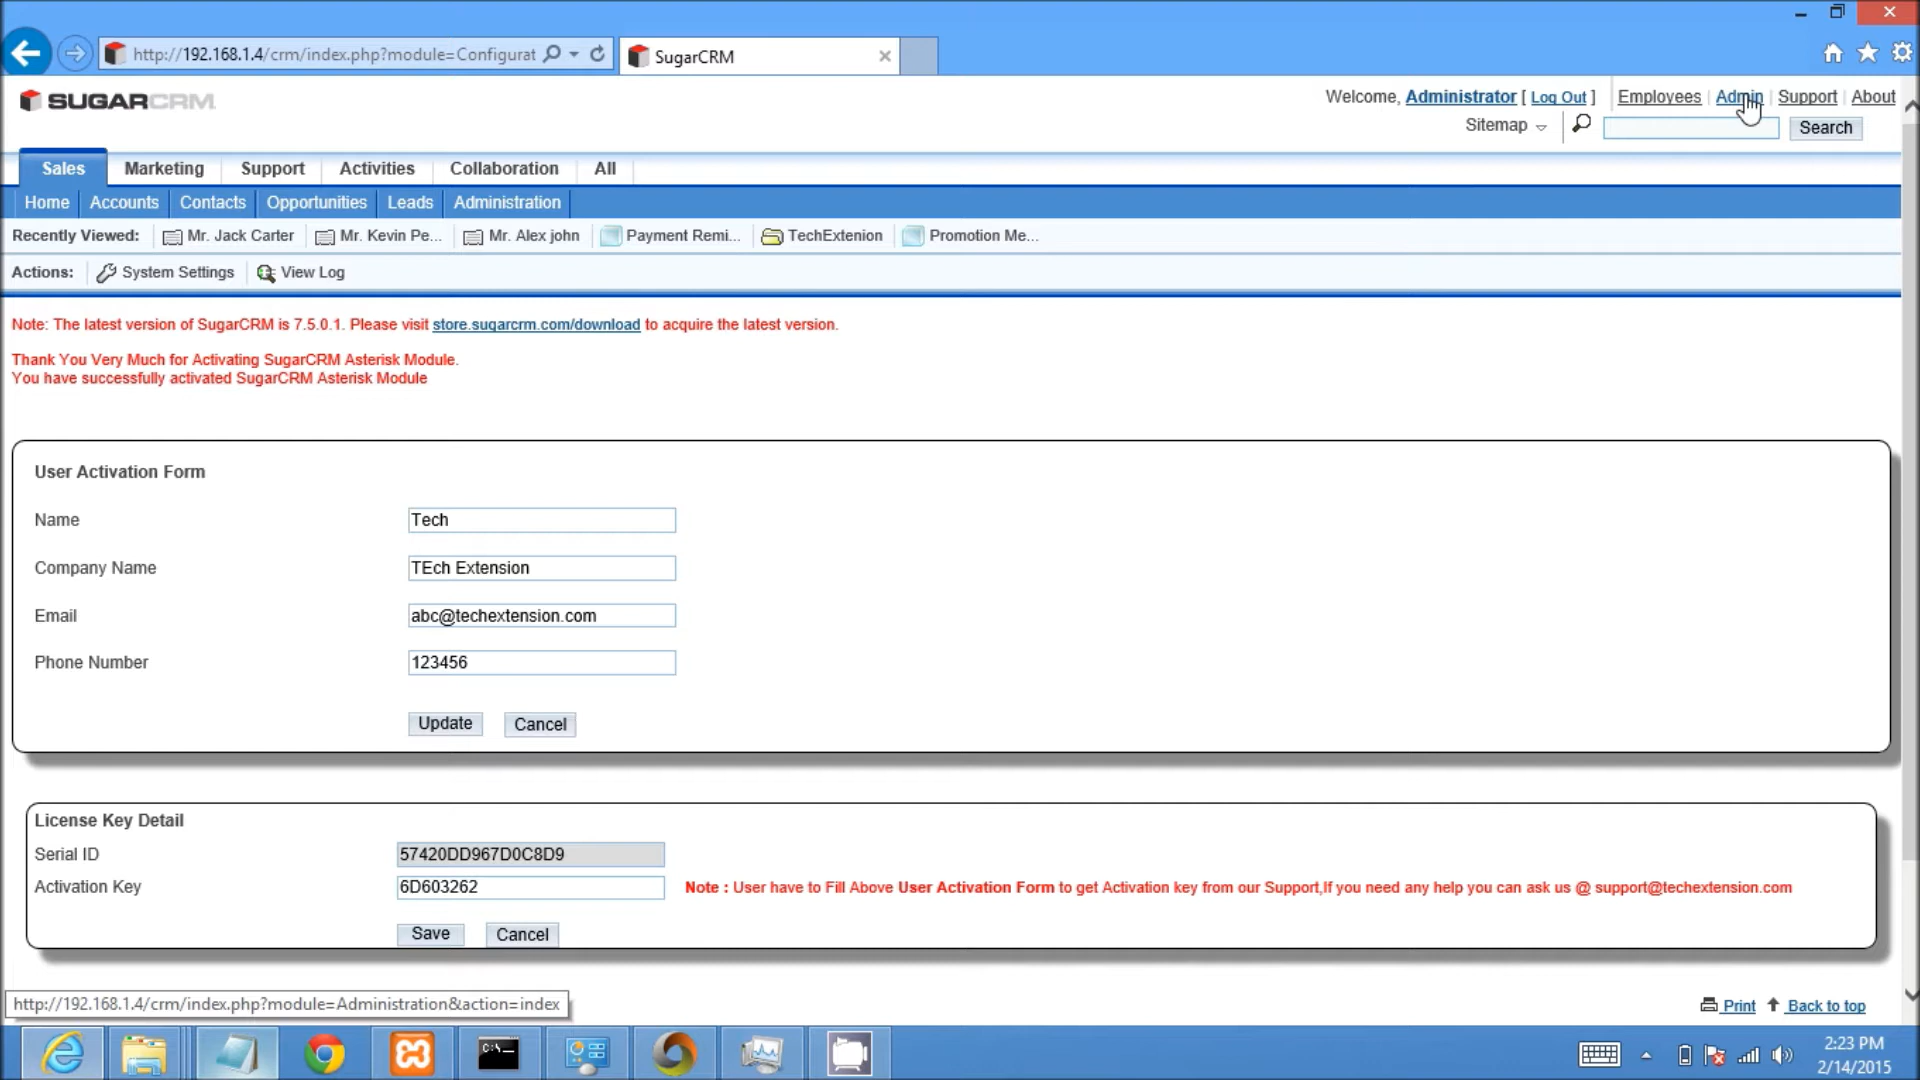 http://192.168.1.4/crm/index.php?module=Configurat
SugarCRM
SUGARCRM
Welcome, Administrator [ Log Out ] Employees Admin Support About
Sitemap Search
Sales Marketing Support Activities Collaboration All
Home Accounts Contacts Opportunities Leads Administration
Recently Viewed: Mr. Jack Carter Mr. Kevin Pe... Mr. Alex john Payment Remi... TechExtenion Promotion Me...
Actions: System Settings View Log
Note: The latest version of SugarCRM is 7.5.0.1. Please visit store.sugarcrm.com/download to acquire the latest version.
Thank You Very Much for Activating SugarCRM Asterisk Module.
You have successfully activated SugarCRM Asterisk Module
User Activation Form
Name Tech
Company Name TEch Extension
Email abc@techextension.com
Phone Number 123456
Update Cancel
License Key Detail
Serial ID 57420DD967D0C8D9
Activation Key 6D603262 Note : User have to Fill Above User Activation Form to get Activation key from our Support,If you need any help you can ask us @ support@techextension.com
Save Cancel
http://192.168.1.4/crm/index.php?module=Administration&action=index
Print Back to top
C:\
2:23 PM
2/14/2015